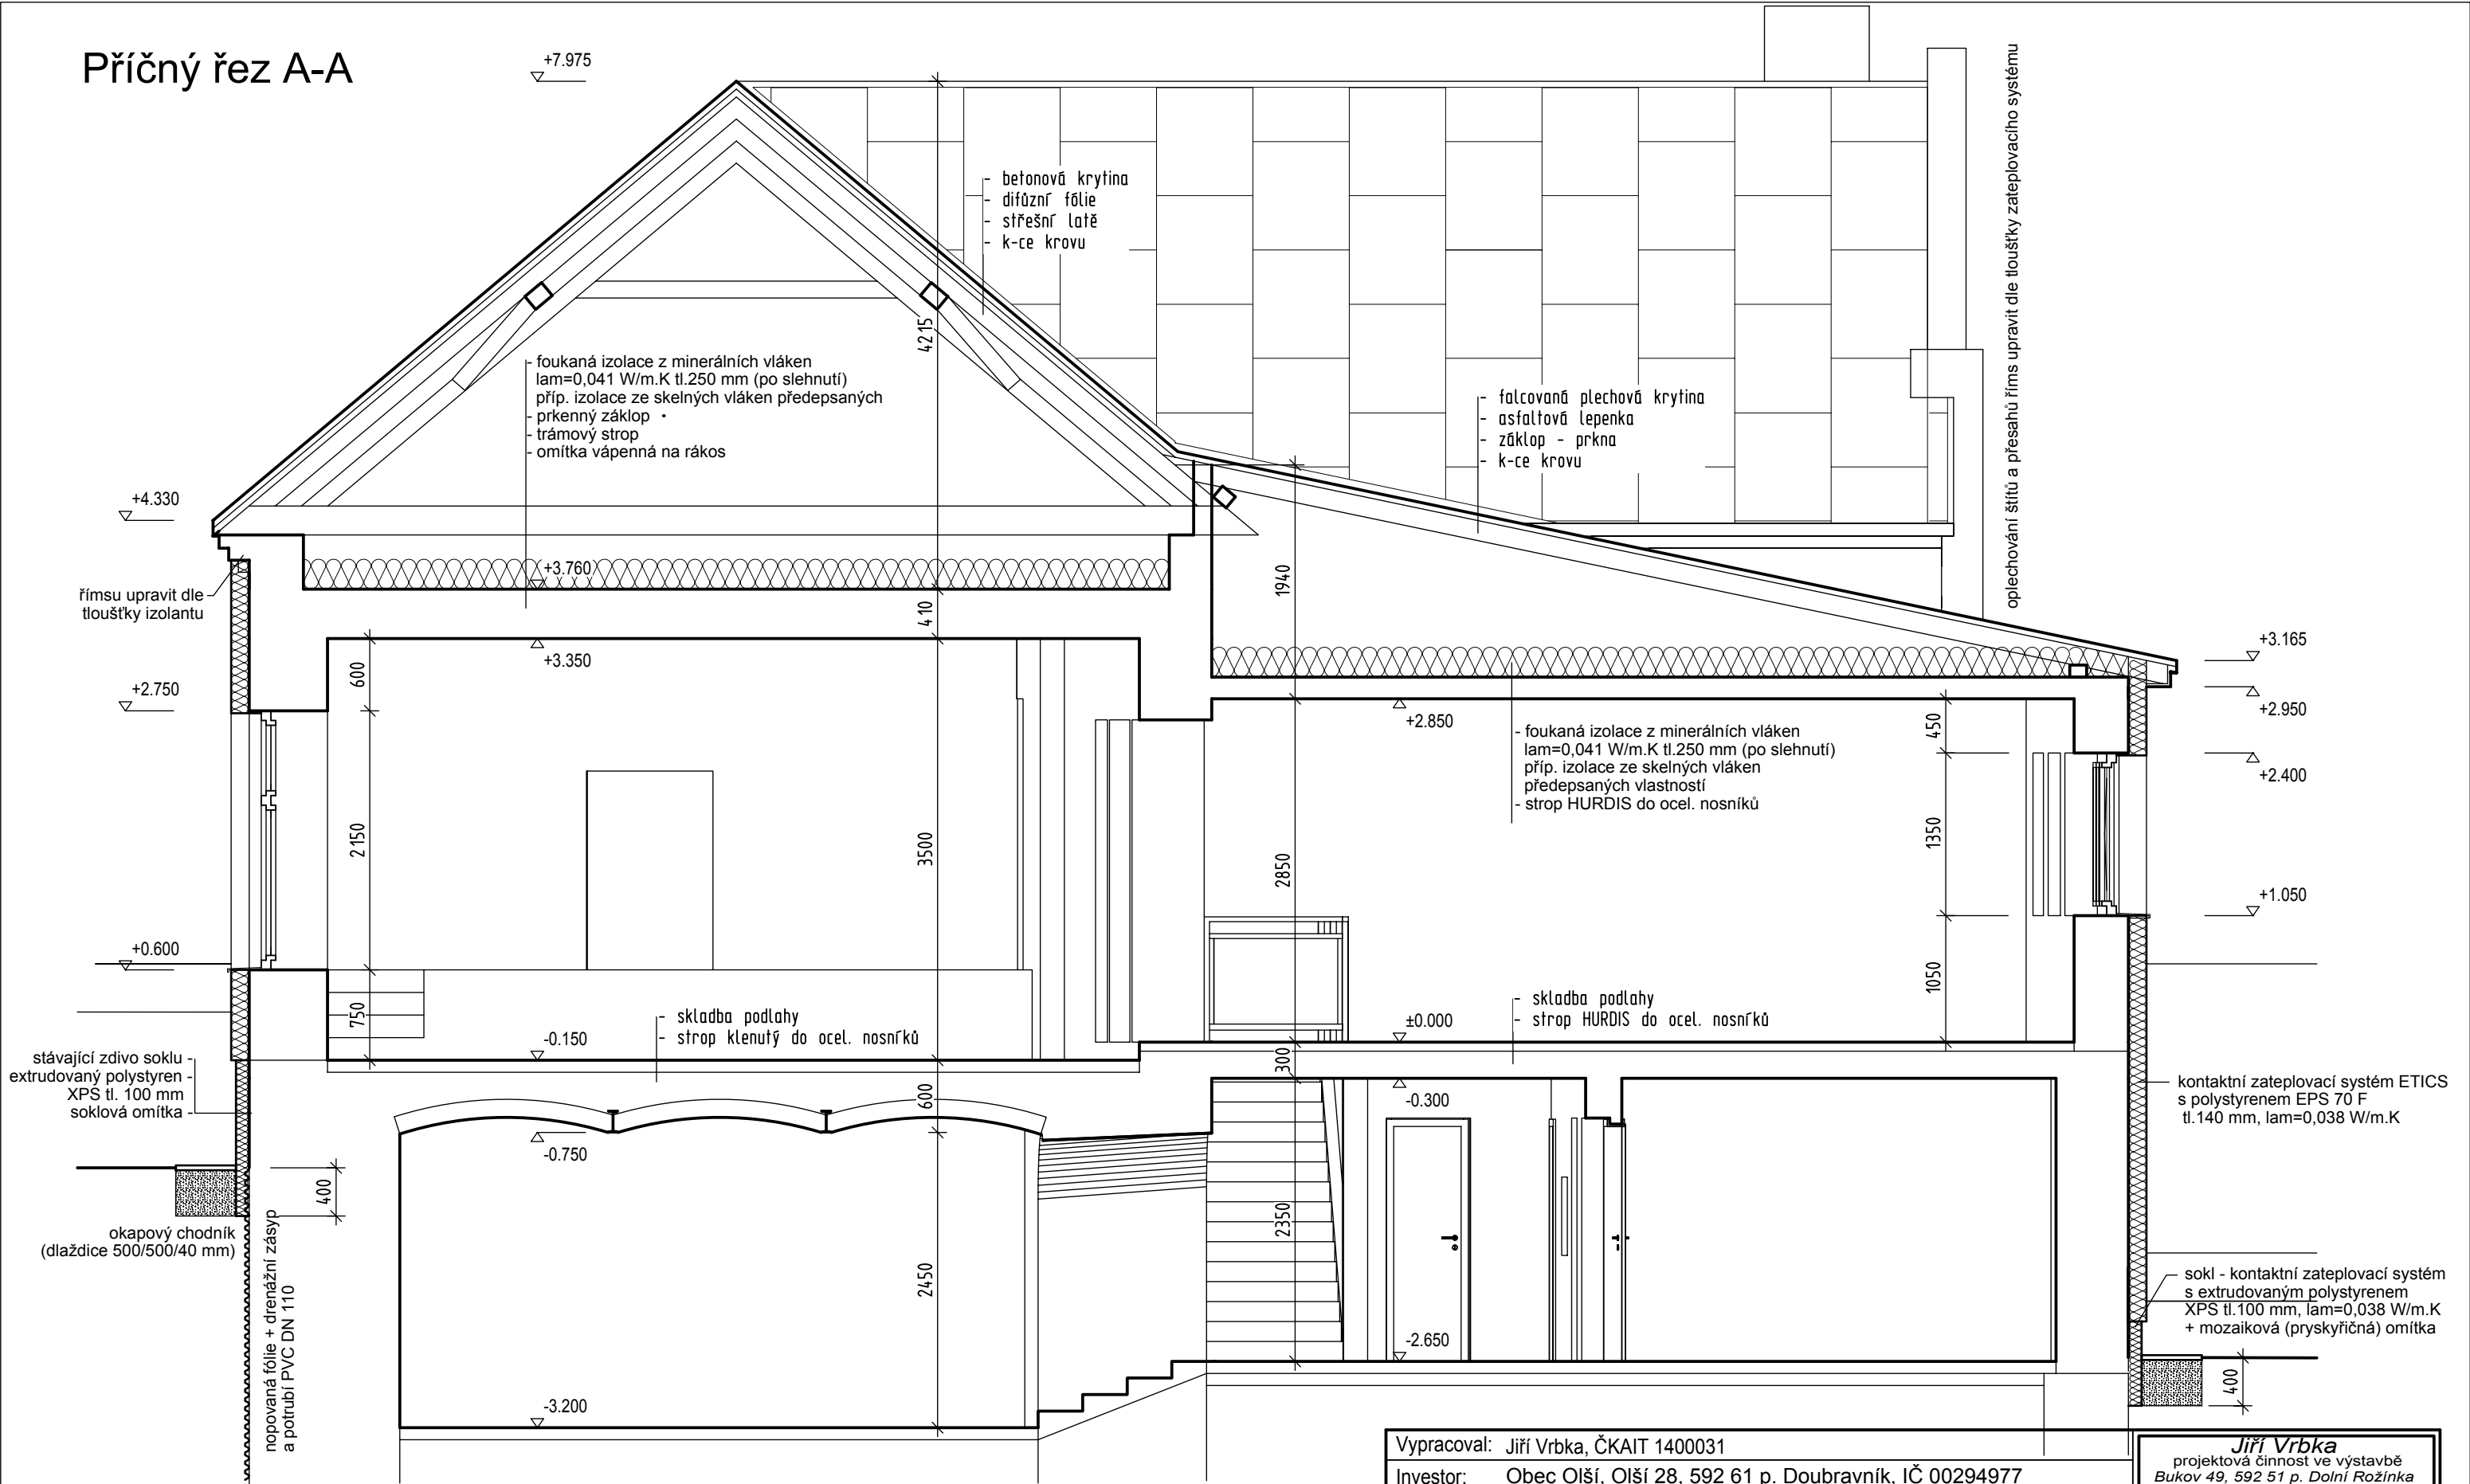 Příčný řez A-A
+7.975
- betonová krytina
- difůzní fólie
- střešní latě
- k-ce krovu
4215
- foukaná izolace z minerálních vláken
lam=0,041 W/m.K tl.250 mm (po slehnutí)
příp. izolace ze skelných vláken předepsaných
- prkenný záklop
- trámový strop
- omítka vápenná na rákos
- falcovaná plechová krytina
- asfaltová lepenka
- záklop - prkna
- k-ce krovu
oplechování štítů a přesahů říms upravit dle tloušťky zateplovacího systému
+4.330
+3.760
1940
římsu upravit dle
tloušťky izolantu
410
+3.350
600
+2.750
+3.165
+2.950
+2.850
450
- foukaná izolace z minerálních vláken
lam=0,041 W/m.K tl.250 mm (po slehnutí)
příp. izolace ze skelných vláken
předepsaných vlastností
- strop HURDIS do ocel. nosníků
+2.400
2150
3500
2850
1350
+1.050
+0.600
1050
750
- skladba podlahy
- strop klenutý do ocel. nosníků
- skladba podlahy
- strop HURDIS do ocel. nosníků
±0.000
-0.150
300
stávající zdivo soklu -
extrudovaný polystyren -
XPS tl. 100 mm
soklová omítka -
600
-0.300
kontaktní zateplovací systém ETICS
s polystyrenem EPS 70 F
tl.140 mm, lam=0,038 W/m.K
-0.750
400
okapový chodník
(dlaždice 500/500/40 mm)
nopovaná fólie + drenážní zásyp
a potrubí PVC DN 110
2350
2450
sokl - kontaktní zateplovací systém
s extrudovaným polystyrenem
XPS tl.100 mm, lam=0,038 W/m.K
+ mozaiková (pryskyřičná) omítka
-2.650
400
-3.200
Vypracoval: Jiří Vrbka, ČKAIT 1400031
Investor: Obec Olší, Olší 28, 592 61 p. Doubravník, IČ 00294977
Jiří Vrbka
projektová činnost ve výstavbě
Bukov 49, 592 51 p. Dolní Rožínka